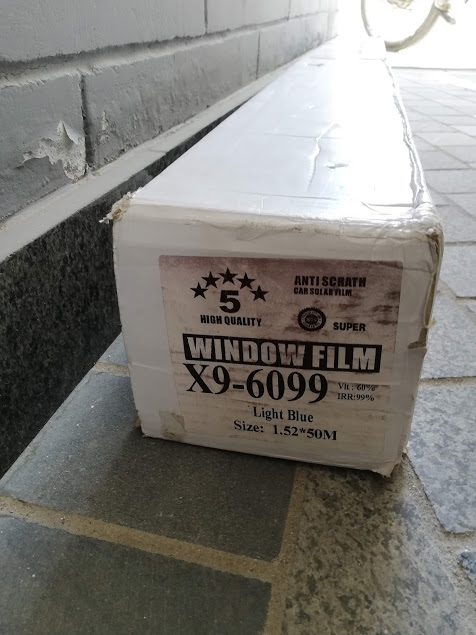 5
HIGH QUALITY
ANTI SCRATH
CAR SOLAR FILM
SUPER
WINDOW FILM
X9-6099
Vlt : 60%
IRR:99%
Light Blue
Size: 1.52*50M